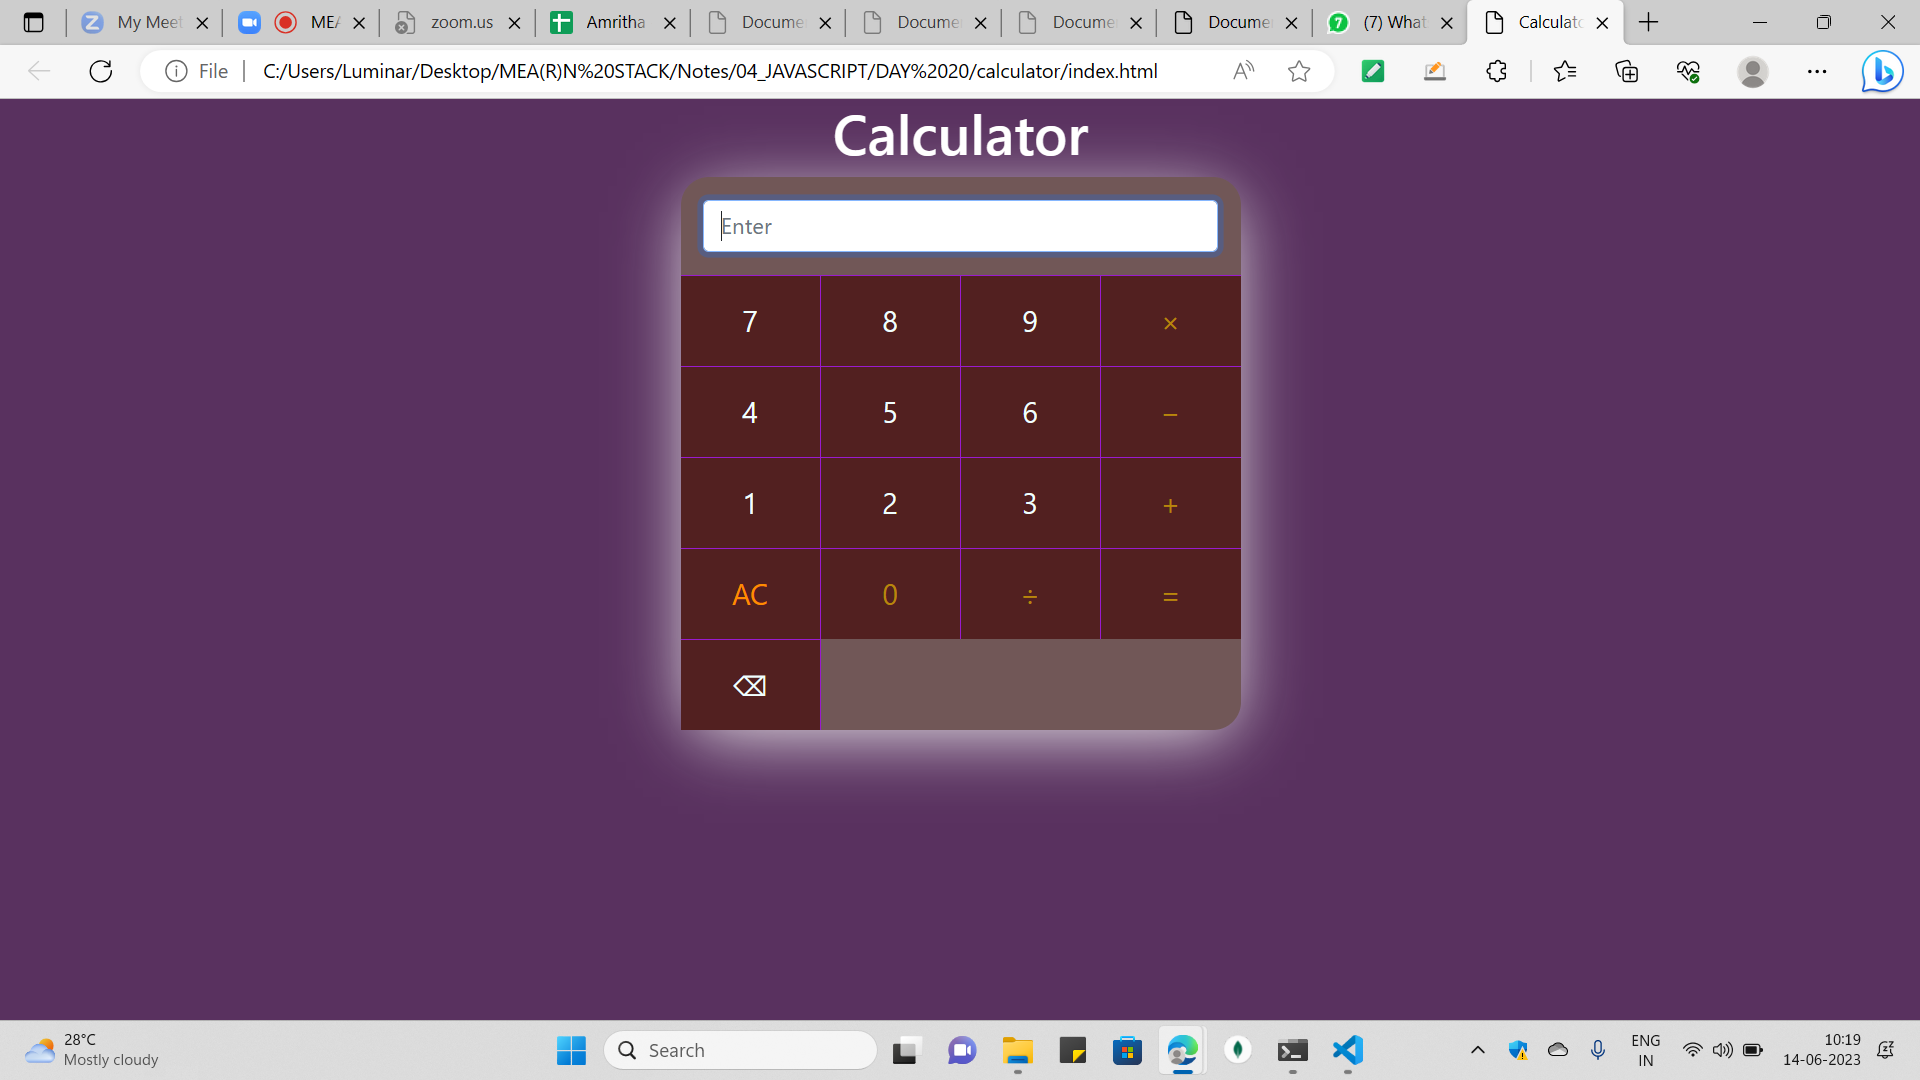 My Meet
MEA
zoom.us
Amritha
Docume
Docume
Docume
Docume
7
(7) What
Calculato
File
C:/Users/Luminar/Desktop/MEA(R)N%20STACK/Notes/04_JAVASCRIPT/DAY%2020/calculator/index.html
Calculator
Enter
7 8 9 ×
4 5 6 −
1 2 3 +
AC 0 ÷ =
⌫
28°C
Mostly cloudy
Search
ENG
IN
10:19
14-06-2023